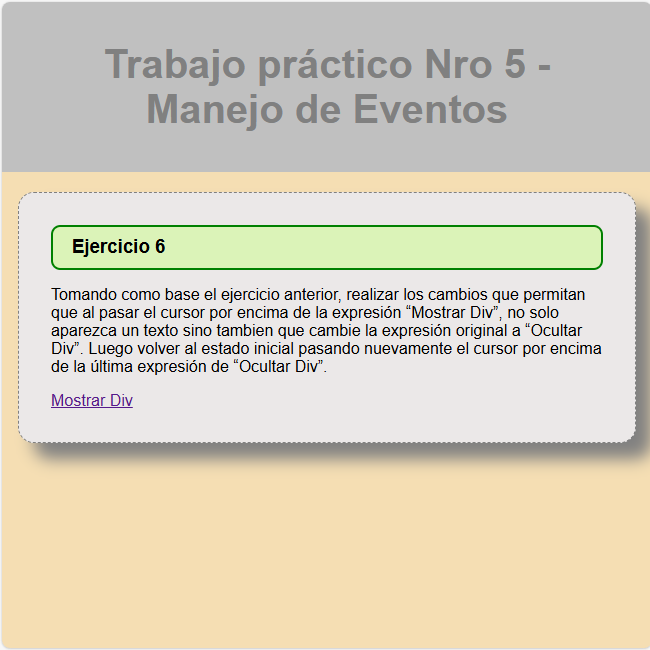 Trabajo práctico Nro 5 -
Manejo de Eventos
Ejercicio 6
Tomando como base el ejercicio anterior, realizar los cambios que permitan
que al pasar el cursor por encima de la expresión “Mostrar Div”, no solo
aparezca un texto sino tambien que cambie la expresión original a “Ocultar
Div”. Luego volver al estado inicial pasando nuevamente el cursor por encima
de la última expresión de “Ocultar Div”.
Mostrar Div